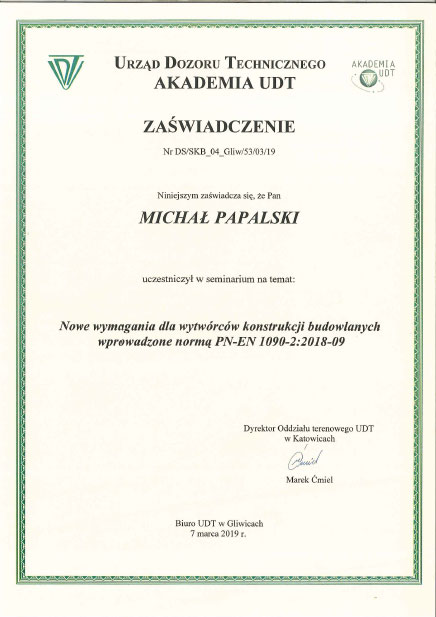 UDT
URZĄD DOZORU TECHNICZNEGO
AKADEMIA UDT
AKADEMIA
UDT
ZAŚWIADCZENIE
Nr DS/SKB_04_Gliw/53/03/19
Niniejszym zaświadcza się, że Pan
MICHAŁ PAPALSKI
uczestniczył w seminarium na temat:
Nowe wymagania dla wytwórców konstrukcji budowlanych
wprowadzone normą PN-EN 1090-2:2018-09
Dyrektor Oddziału terenowego UDT
w Katowicach
Ćmiel
Marek Ćmiel
Biuro UDT w Gliwicach
7 marca 2019 r.